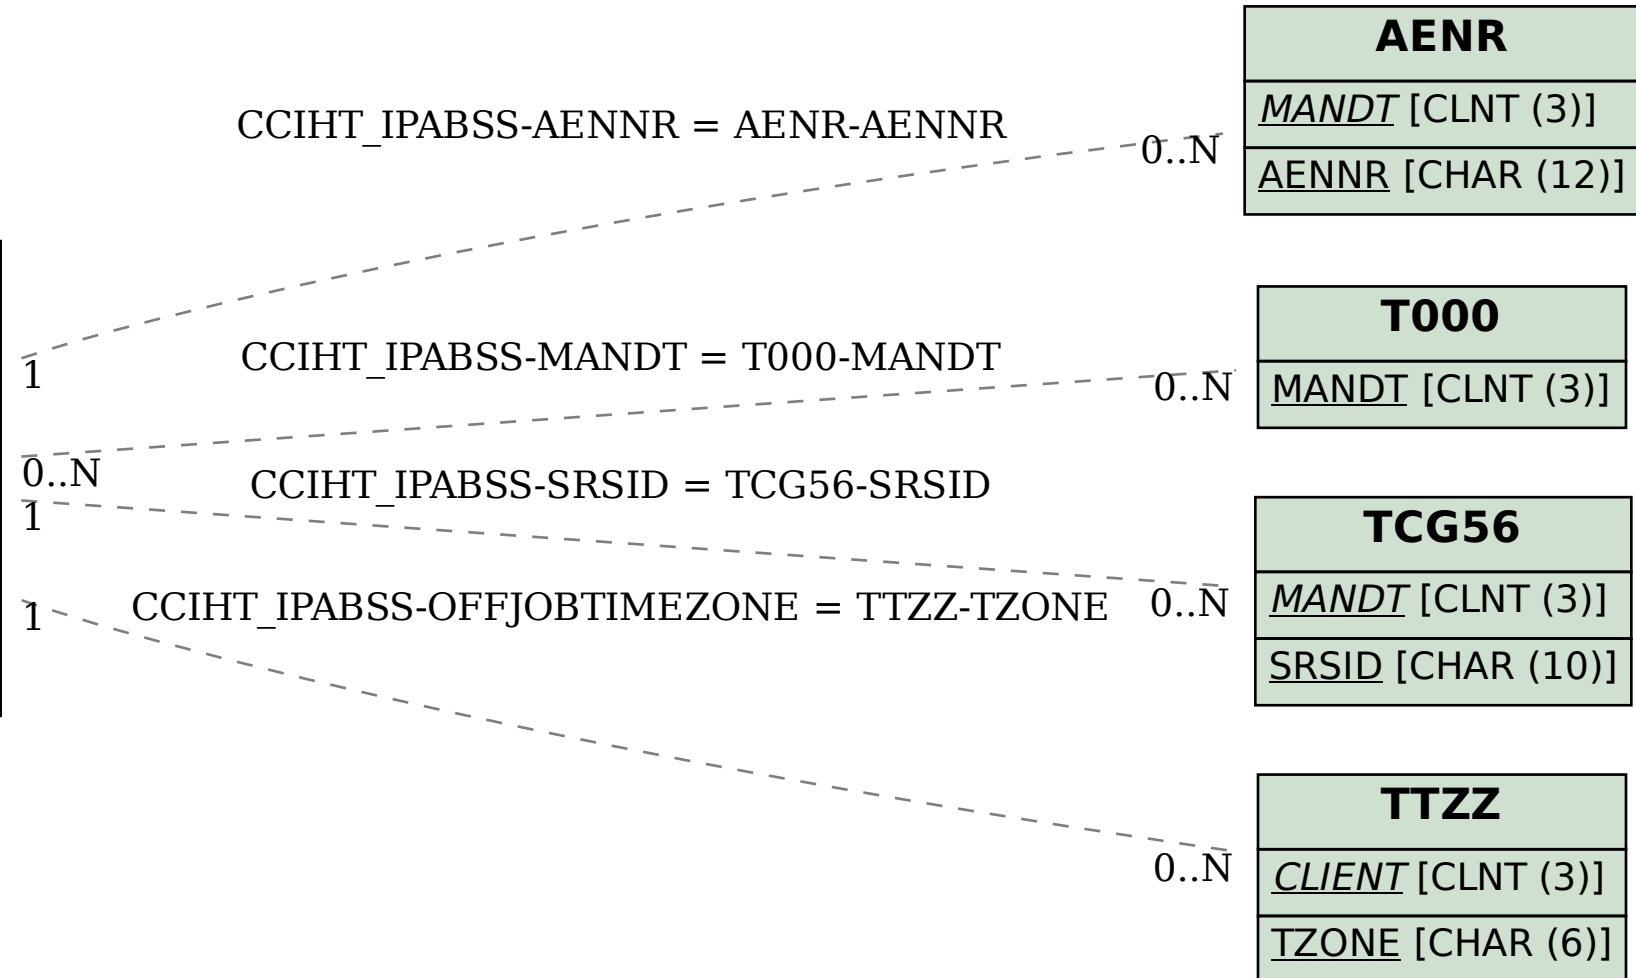 AENR
MANDT [CLNT (3)]
AENNR [CHAR (12)]
CCIHT_IPABSS-AENNR = AENR-AENNR
0..N
1
T000
MANDT [CLNT (3)]
CCIHT_IPABSS-MANDT = T000-MANDT
0..N
0..N
CCIHT_IPABSS-SRSID = TCG56-SRSID
1
TCG56
MANDT [CLNT (3)]
SRSID [CHAR (10)]
0..N
CCIHT_IPABSS-OFFJOBTIMEZONE = TTZZ-TZONE
1
TTZZ
CLIENT [CLNT (3)]
TZONE [CHAR (6)]
0..N